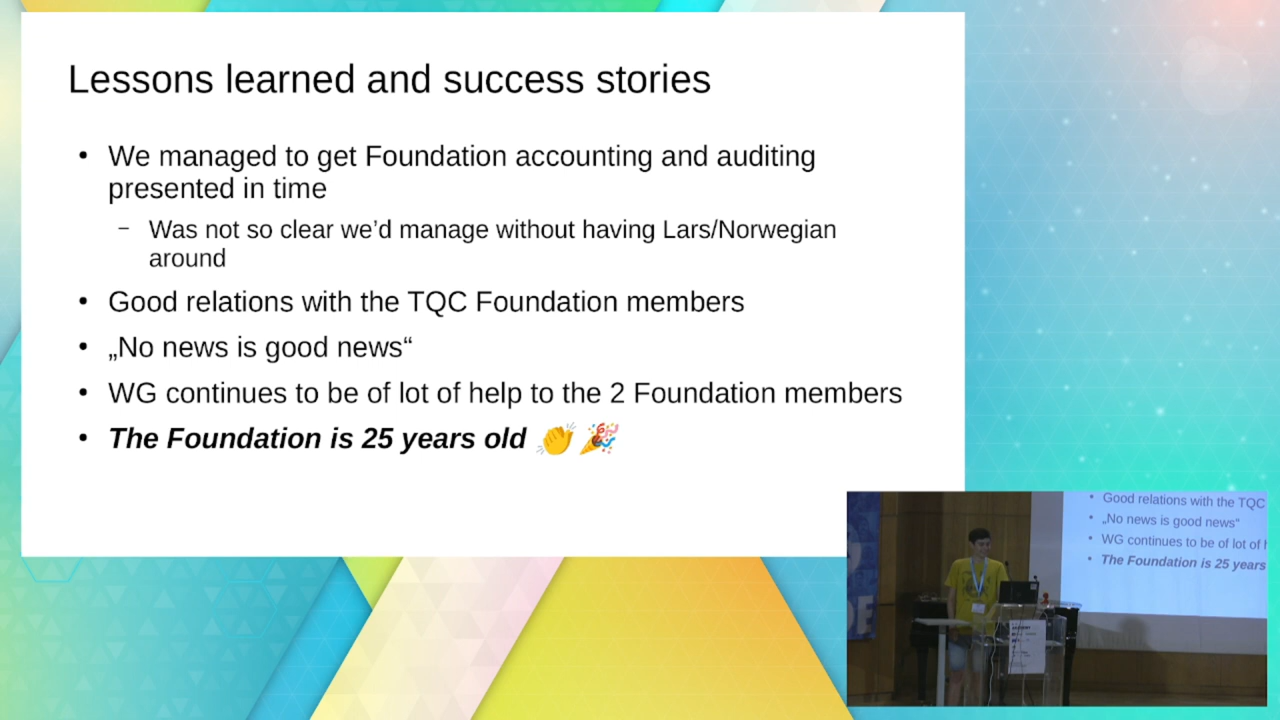 Lessons learned and success stories
• We managed to get Foundation accounting and auditing
presented in time
– Was not so clear we’d manage without having Lars/Norwegian
around
• Good relations with the TQC Foundation members
• „No news is good news“
• WG continues to be of lot of help to the 2 Foundation members
• The Foundation is 25 years old 👏 🎉
• Good relations with the TQC
• „No news is good news“
• WG continues to be of lot of h
• The Foundation is 25 years
DE